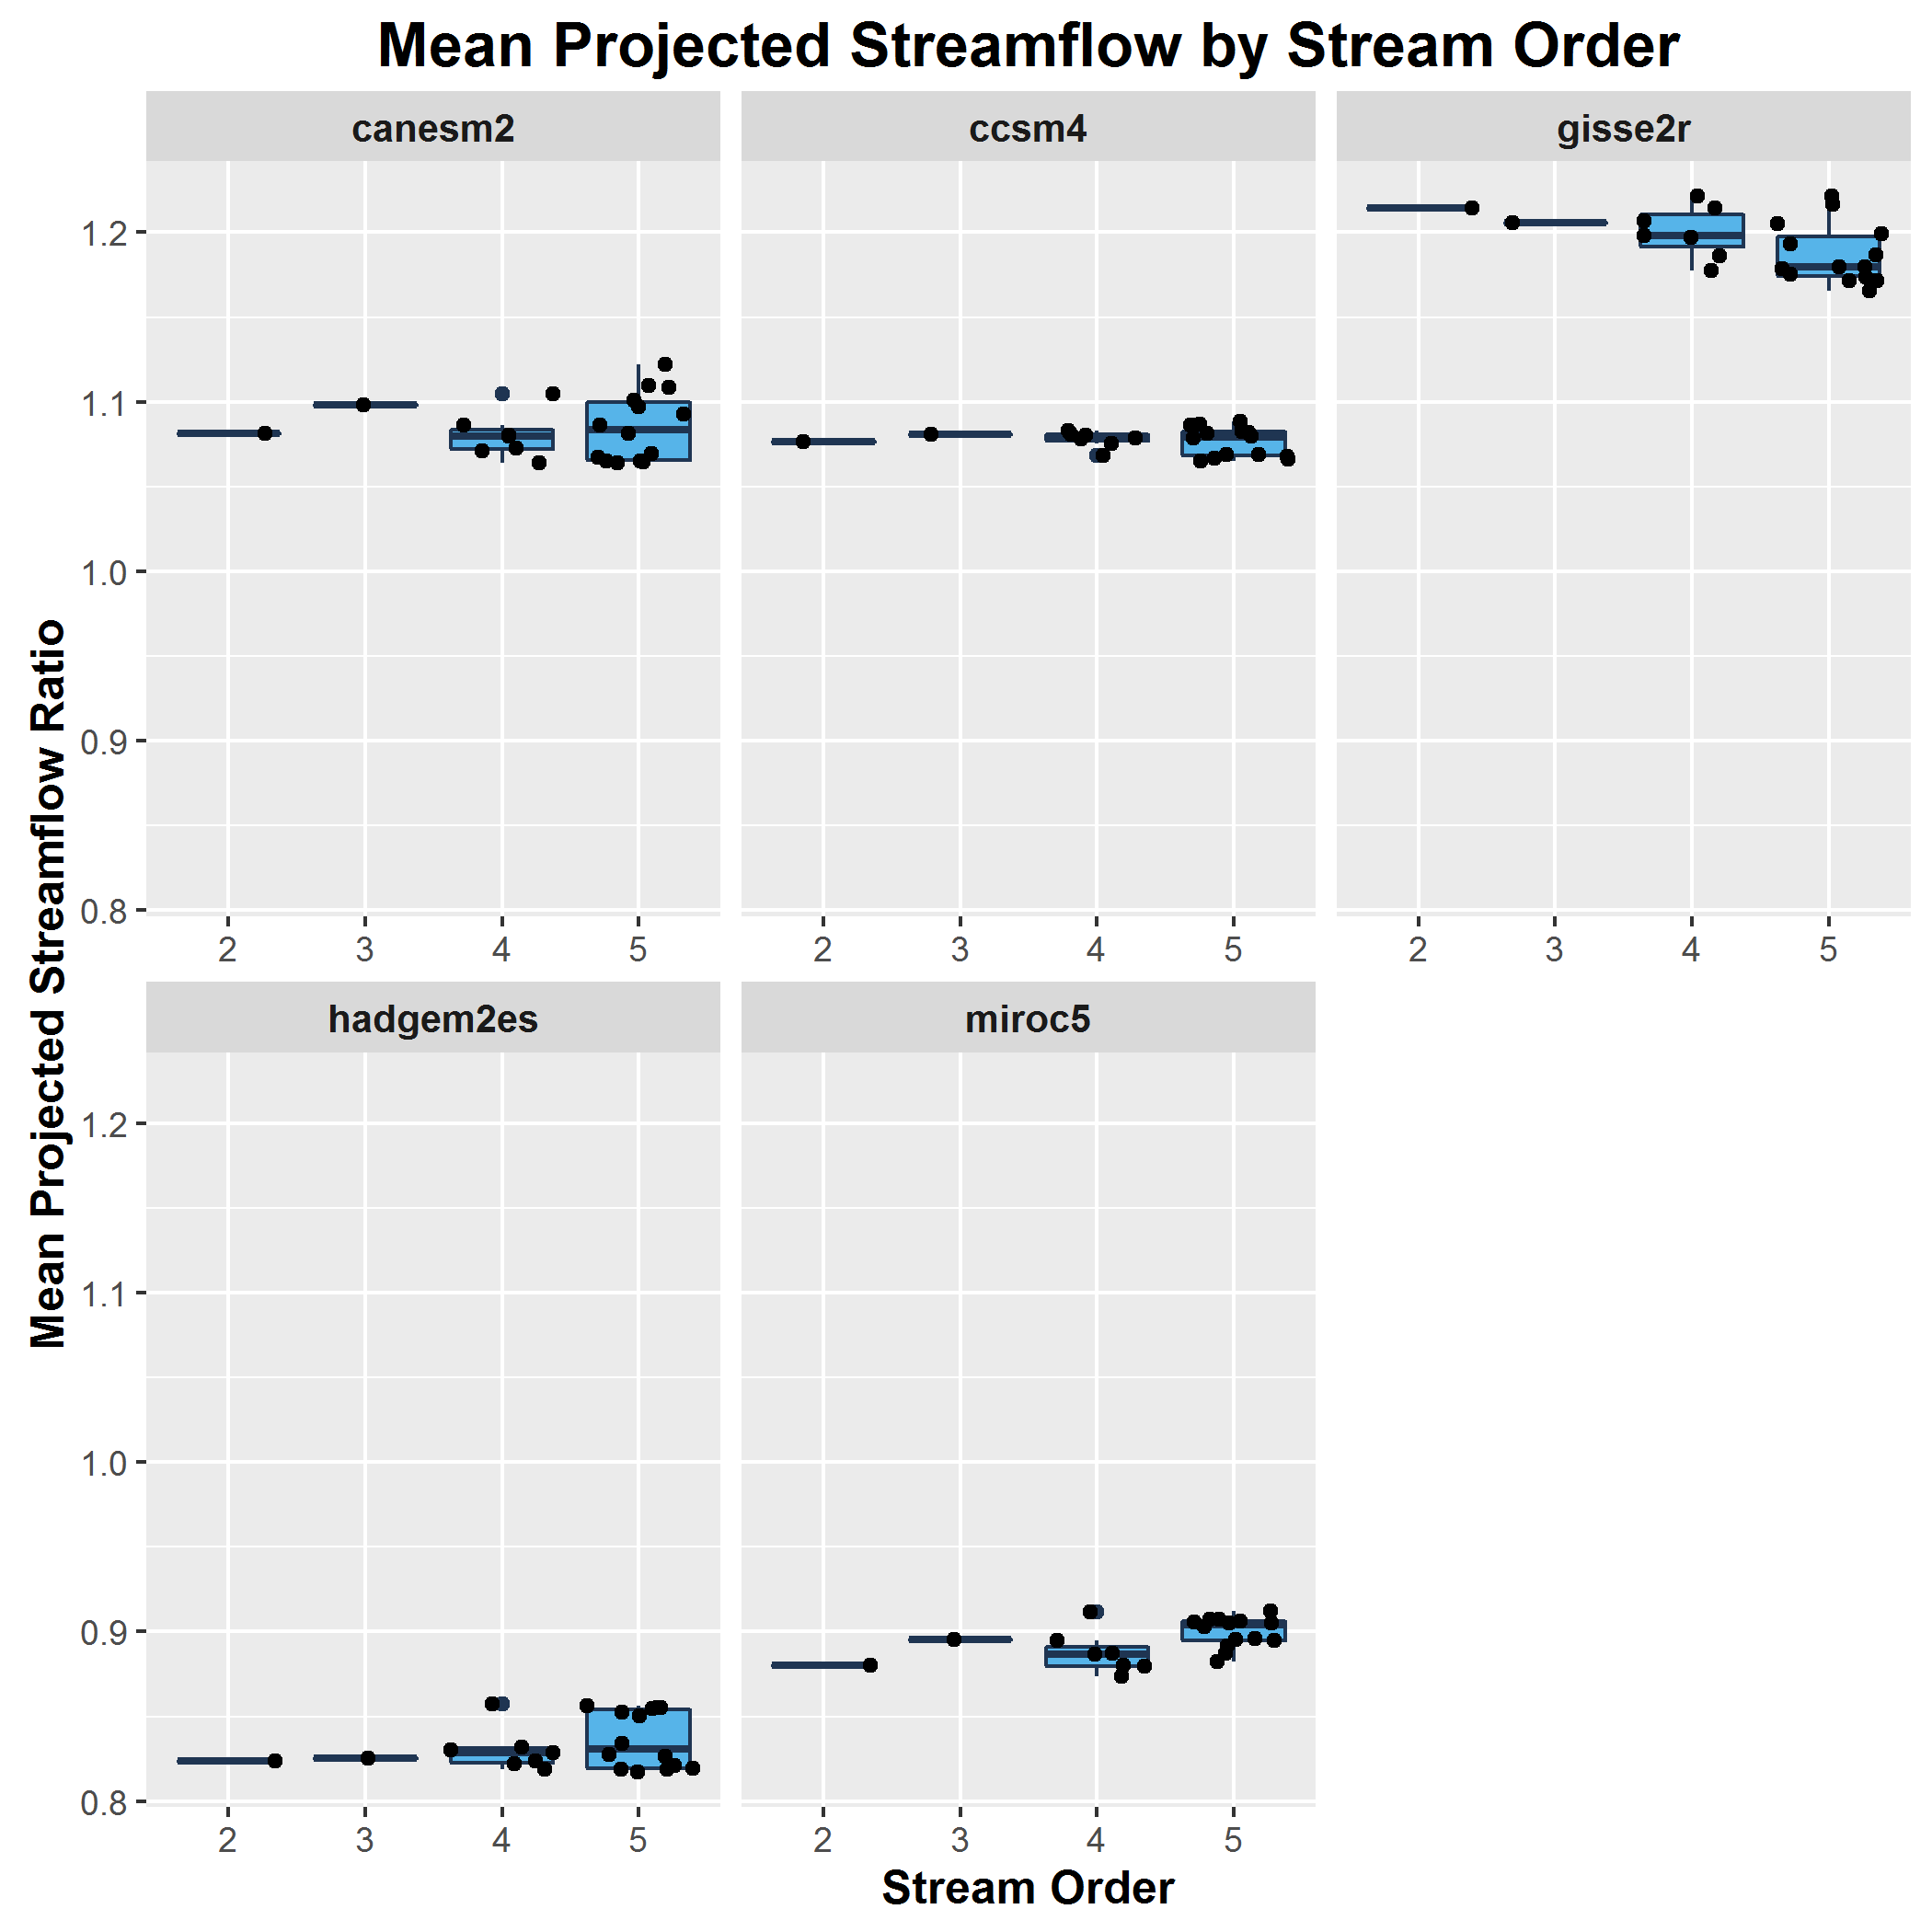 Mean Projected Streamflow by Stream Order
canesm2 ccsm4 gisse2r
1.2
1.1
1.0
0.9
0.8
2 3 4 5 2 3 4 5 2 3 4 5
Mean Projected Streamflow Ratio
hadgem2es miroc5
1.2
1.1
1.0
0.9
0.8
2 3 4 5 2 3 4 5
Stream Order